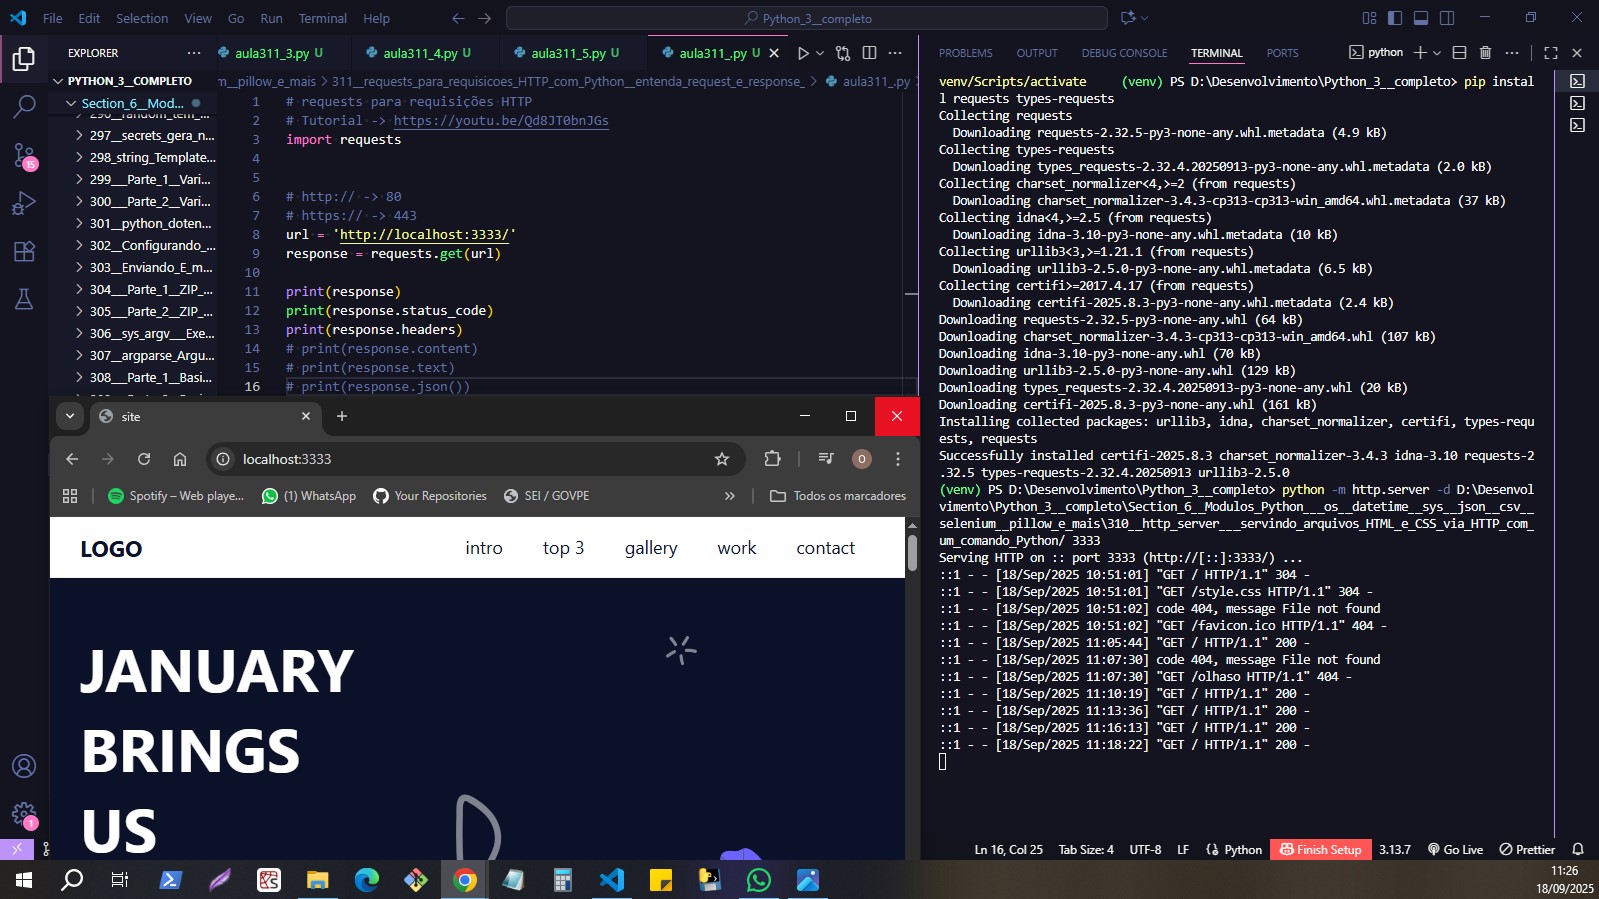 File Edit Selection View Go Run Terminal Help
Python_3__completo
EXPLORER
PYTHON_3__COMPLETO
Section_6__Mod...
297__secrets_gera_n...
298_string_Template...
299___Parte_1__Vari...
300___Parte_2__Vari...
301__python_doten...
302__Configurando_...
303__Enviando_E_m...
304___Parte_1__ZIP_...
305__Parte_2__ZIP_...
306__sys_argv___Exe...
307__argparse_Argu...
308___Parte_1__Basi...
15
1
aula311_3.py U
aula311_4.py U
aula311_5.py U
aula311_.py U
m__pillow_e_mais > 311__requests_para_requisicoes_HTTP_com_Python__entenda_request_e_response_ > aula311_.py >
1 # requests para requisições HTTP
2 # Tutorial -> https://youtu.be/Qd8JT0bnJGs
3 import requests
4
5
6 # http:// -> 80
7 # https:// -> 443
8 url = 'http://localhost:3333/'
9 response = requests.get(url)
10
11 print(response)
12 print(response.status_code)
13 print(response.headers)
14 # print(response.content)
15 # print(response.text)
16 # print(response.json())
site
localhost:3333
O
Spotify – Web playe...
(1) WhatsApp
Your Repositories
SEI / GOVPE
Todos os marcadores
LOGO
intro
top 3
gallery
work
contact
JANUARY
BRINGS
US
PROBLEMS OUTPUT DEBUG CONSOLE TERMINAL PORTS
python
venv/Scripts/activate (venv) PS D:\Desenvolvimento\Python_3__completo> pip instal
l requests types-requests
Collecting requests
Downloading requests-2.32.5-py3-none-any.whl.metadata (4.9 kB)
Collecting types-requests
Downloading types_requests-2.32.4.20250913-py3-none-any.whl.metadata (2.0 kB)
Collecting charset_normalizer<4,>=2 (from requests)
Downloading charset_normalizer-3.4.3-cp313-cp313-win_amd64.whl.metadata (37 kB)
Collecting idna<4,>=2.5 (from requests)
Downloading idna-3.10-py3-none-any.whl.metadata (10 kB)
Collecting urllib3<3,>=1.21.1 (from requests)
Downloading urllib3-2.5.0-py3-none-any.whl.metadata (6.5 kB)
Collecting certifi>=2017.4.17 (from requests)
Downloading certifi-2025.8.3-py3-none-any.whl.metadata (2.4 kB)
Downloading requests-2.32.5-py3-none-any.whl (64 kB)
Downloading charset_normalizer-3.4.3-cp313-cp313-win_amd64.whl (107 kB)
Downloading idna-3.10-py3-none-any.whl (70 kB)
Downloading urllib3-2.5.0-py3-none-any.whl (129 kB)
Downloading types_requests-2.32.4.20250913-py3-none-any.whl (20 kB)
Downloading certifi-2025.8.3-py3-none-any.whl (161 kB)
Installing collected packages: urllib3, idna, charset_normalizer, certifi, types-requ
ests, requests
Successfully installed certifi-2025.8.3 charset_normalizer-3.4.3 idna-3.10 requests-2
.32.5 types-requests-2.32.4.20250913 urllib3-2.5.0
(venv) PS D:\Desenvolvimento\Python_3__completo> python -m http.server -d D:\Desenvol
vimento\Python_3__completo\Section_6__Modulos_Python___os__datetime__sys__json__csv__
selenium__pillow_e_mais\310__http_server___servindo_arquivos_HTML_e_CSS_via_HTTP_com_
um_comando_Python/ 3333
Serving HTTP on :: port 3333 (http://[::]:3333/) ...
::1 - - [18/Sep/2025 10:51:01] "GET / HTTP/1.1" 304 -
::1 - - [18/Sep/2025 10:51:01] "GET /style.css HTTP/1.1" 304 -
::1 - - [18/Sep/2025 10:51:02] code 404, message File not found
::1 - - [18/Sep/2025 10:51:02] "GET /favicon.ico HTTP/1.1" 404 -
::1 - - [18/Sep/2025 11:05:44] "GET / HTTP/1.1" 200 -
::1 - - [18/Sep/2025 11:07:30] code 404, message File not found
::1 - - [18/Sep/2025 11:07:30] "GET /olhaso HTTP/1.1" 404 -
::1 - - [18/Sep/2025 11:10:19] "GET / HTTP/1.1" 200 -
::1 - - [18/Sep/2025 11:13:36] "GET / HTTP/1.1" 200 -
::1 - - [18/Sep/2025 11:16:13] "GET / HTTP/1.1" 200 -
::1 - - [18/Sep/2025 11:18:22] "GET / HTTP/1.1" 200 -
Ln 16, Col 25 Tab Size: 4 UTF-8 LF Python Finish Setup 3.13.7 Go Live Prettier
11:26
18/09/2025